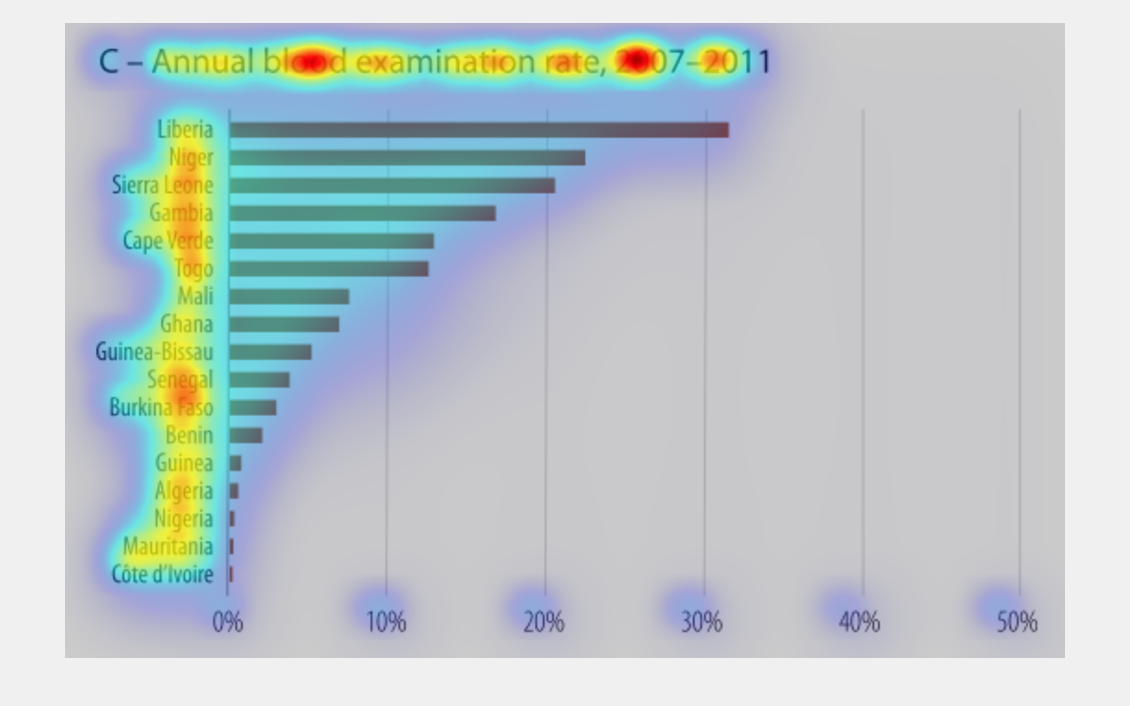 C – Annual blood examination rate, 2007–2011
Liberia
Niger
Sierra Leone
Gambia
Cape Verde
Togo
Mali
Ghana
Guinea-Bissau
Senegal
Burkina Faso
Benin
Guinea
Algeria
Nigeria
Mauritania
Côte d’Ivoire
0% 10% 20% 30% 40% 50%